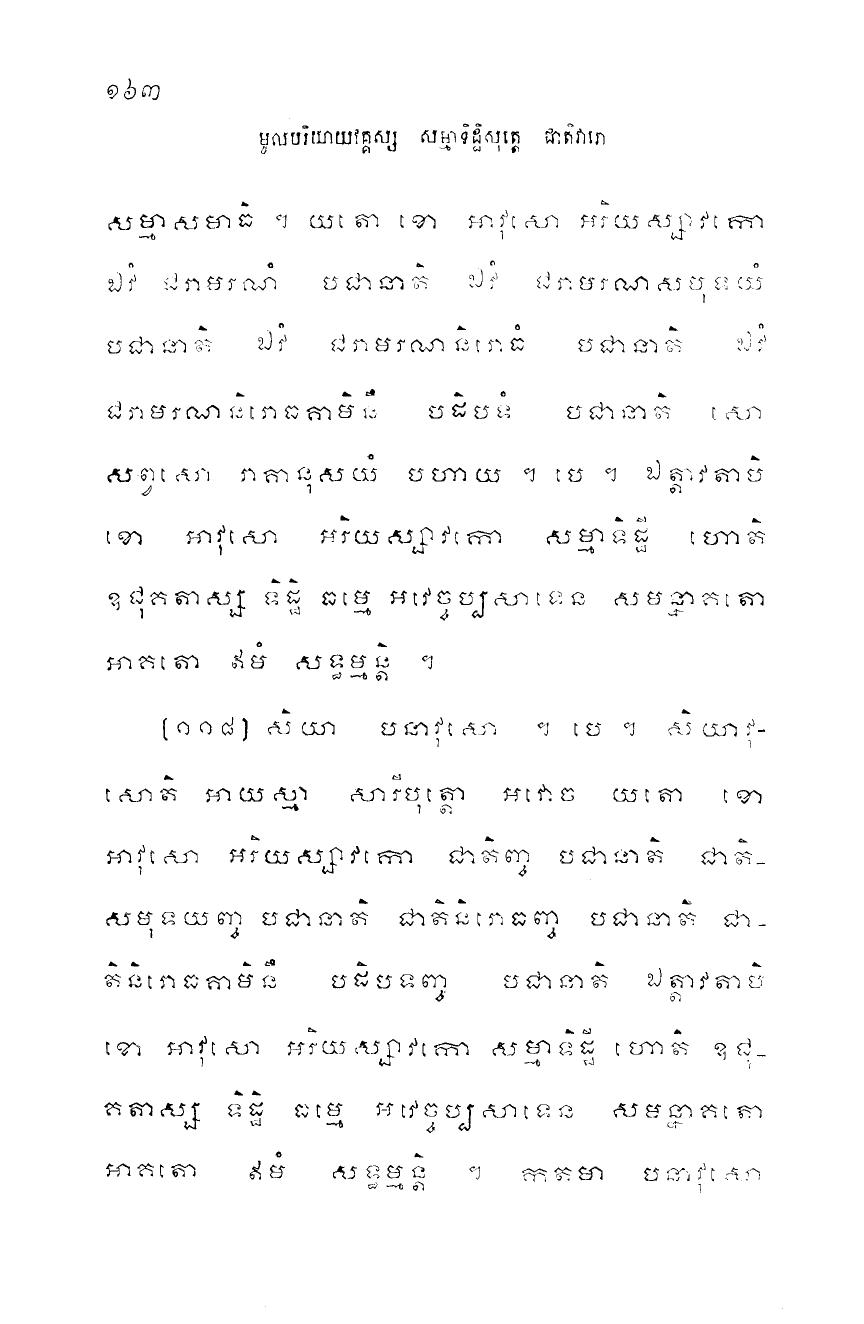 ១៦៣
មូលបរិយាយវគ្គស្ស សម្មាទិដ្ឋិសុត្តេ ជាតិវារោ
សម្មាសមាធិ ។ យតោ ខោ អាវុសោ អរិយស្សាវកោ
ឯវំ ជរាមរណំ បជានាតិ ឯវំ ជរាមរណសមុទយំ
បជានាតិ ឯវំ ជរាមរណនិរោធំ បជានាតិ ឯវំ
ជរាមរណនិរោធគាមិនឹ បដិបទំ បជានាតិ សោ
សព្វសោ រាគានុសយំ បហាយ ។ បេ ។ ឯត្តាវតាបិ
ខោ អាវុសោ អរិយស្សាវកោ សម្មាទិដ្ឋី ហោតិ
ឧជុគតាស្ស ទិដ្ឋិ ធម្មេ អវេច្ចប្បសាទេន សមន្នាគតោ
អាគតោ ឥមំ សទ្ធម្មន្តិ ។
[១១៨] សិយា បនាវុសោ ។ បេ ។ សិយាវុ-
សោតិ អាយស្មា សារីបុត្តោ អវោច យតោ ខោ
អាវុសោ អរិយស្សាវកោ ជាតិញ្ច បជានាតិ ជាតិ-
សមុទយញ្ច បជានាតិ ជាតិនិរោធញ្ច បជានាតិ ជា-
តិនិរោធគាមិនឹ បដិបទញ្ច បជានាតិ ឯត្តាវតាបិ
ខោ អាវុសោ អរិយស្សាវកោ សម្មាទិដ្ឋី ហោតិ ឧជុ-
គតាស្ស ទិដ្ឋិ ធម្មេ អវេច្ចប្បសាទេន សមន្នាគតោ
អាគតោ ឥមំ សទ្ធម្មន្តិ ។ កតមា បនាវុសោ